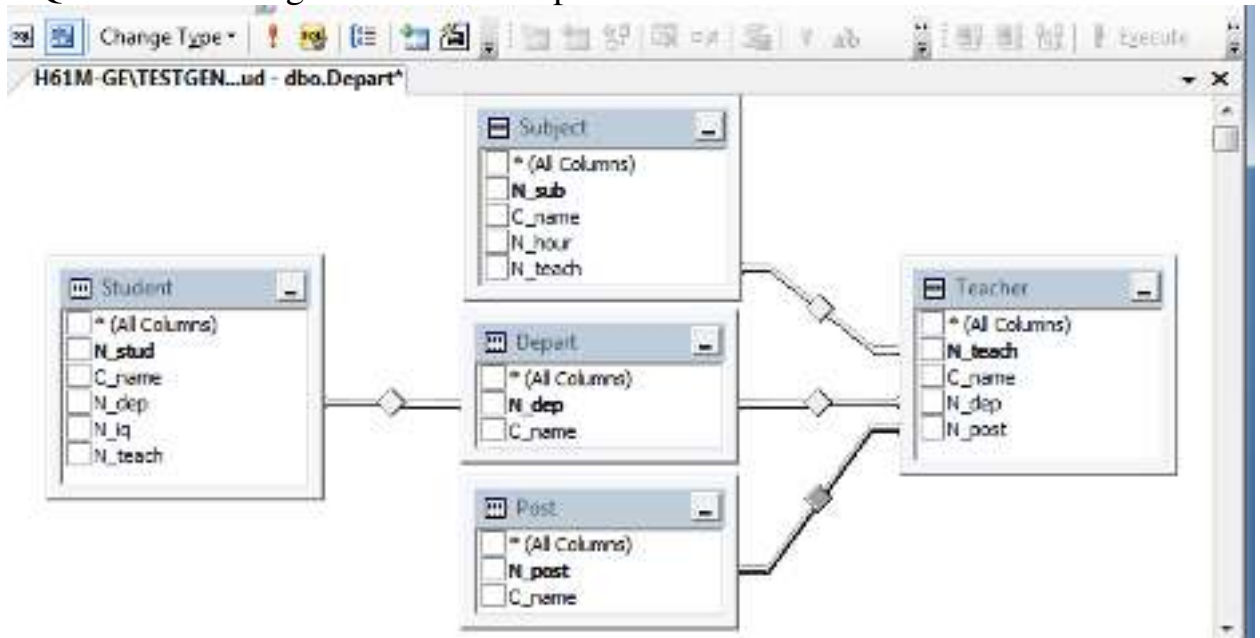 Change Type
Execute
H61M-GE\TESTGEN...ud - dbo.Depart*
Subject
* (All Columns)
N_sub
C_name
N_hour
N_teach
Student
* (All Columns)
N_stud
C_name
N_dep
N_iq
N_teach
Depart
* (All Columns)
N_dep
C_name
Teacher
* (All Columns)
N_teach
C_name
N_dep
N_post
Post
* (All Columns)
N_post
C_name